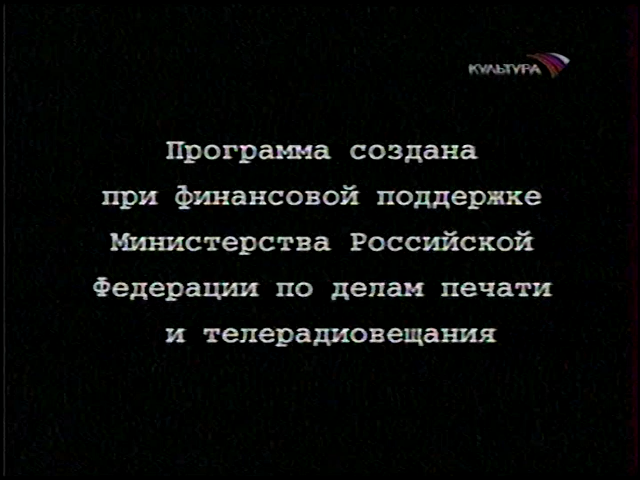 КУЛЬТУРА
Программа создана
при финансовой поддержке
Министерства Российской
Федерации по делам печати
и телерадиовещания